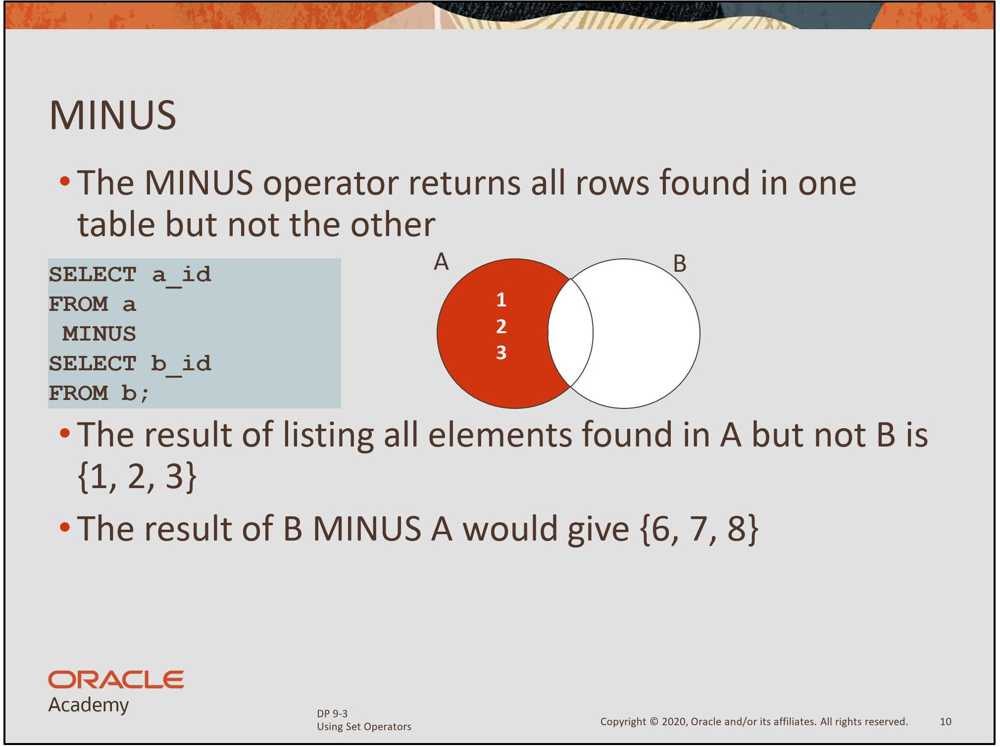 MINUS
• The MINUS operator returns all rows found in one
table but not the other
SELECT a_id
FROM a
MINUS
SELECT b_id
FROM b;
A
B
1
2
3
• The result of listing all elements found in A but not B is
{1, 2, 3}
• The result of B MINUS A would give {6, 7, 8}
ORACLE
Academy
DP 9-3
Using Set Operators
Copyright © 2020, Oracle and/or its affiliates. All rights reserved.
10